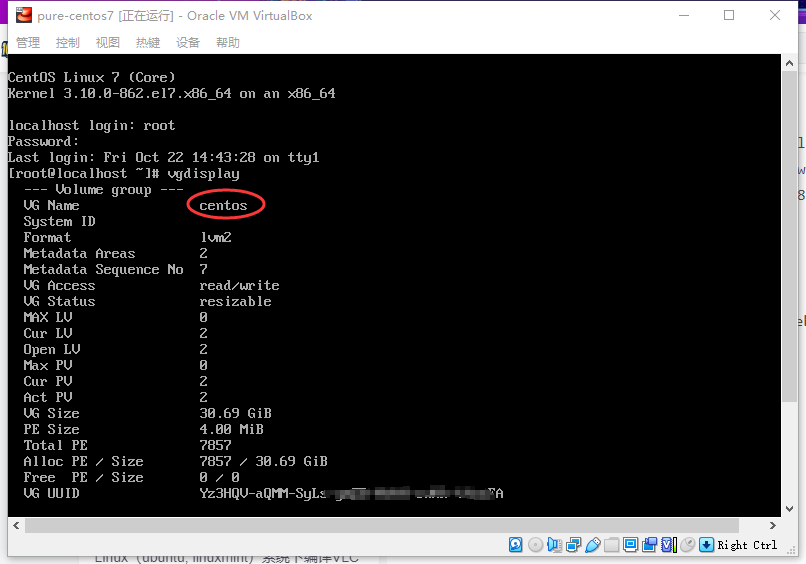 pure-centos7 [正在运行] - Oracle VM VirtualBox
管理 控制 视图 热键 设备 帮助
CentOS Linux 7 (Core)
Kernel 3.10.0-862.el7.x86_64 on an x86_64
localhost login: root
Password:
Last login: Fri Oct 22 14:43:28 on tty1
[root@localhost ~]# vgdisplay
--- Volume group ---
VG Name centos
System ID
Format lvm2
Metadata Areas 2
Metadata Sequence No 7
VG Access read/write
VG Status resizable
MAX LV 0
Cur LV 2
Open LV 2
Max PV 0
Cur PV 2
Act PV 2
VG Size 30.69 GiB
PE Size 4.00 MiB
Total PE 7857
Alloc PE / Size 7857 / 30.69 GiB
Free PE / Size 0 / 0
VG UUID Yz3HQV-aQMM-SyLs
Right Ctrl
Linux（ubuntu, linuxmint）系统下编译VLC